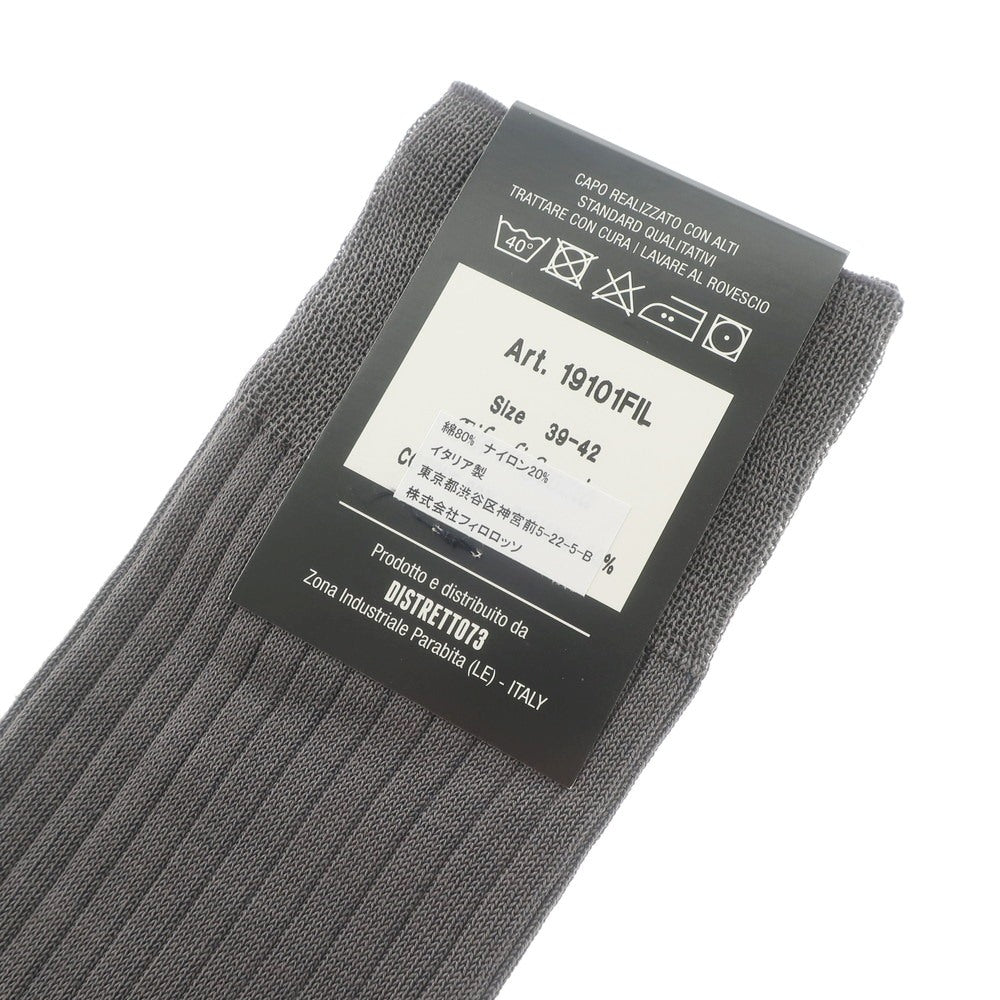 CAPO REALIZZATO CON ALTI
STANDARD QUALITATIVI
TRATTARE CON CURA / LAVARE AL ROVESCIO
40°
Art. 19101FIL
Size 39-42
綿80% ナイロン20%
イタリア製
東京都渋谷区神宮前5-22-5-B
株式会社フィロロッソ
%
Prodotto e distribuito da
DISTRETTO73
Zona Industriale Parabita (LE) - ITALY